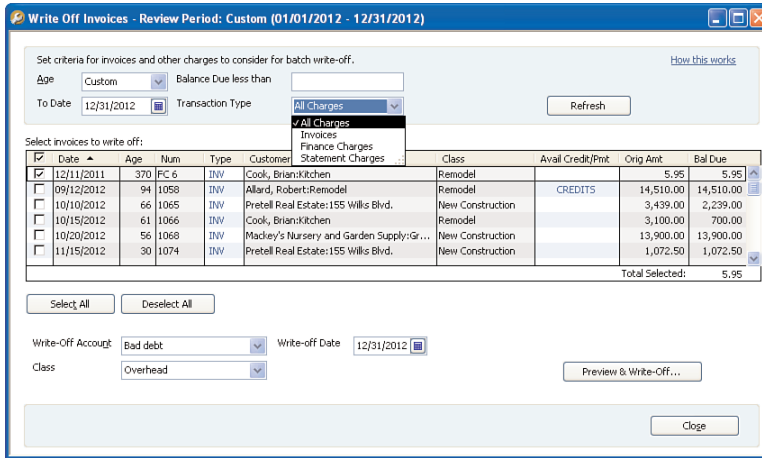 Write Off Invoices - Review Period: Custom (01/01/2012 - 12/31/2012)
Set criteria for invoices and other charges to consider for batch write-off.
How this works
Age Custom Balance Due less than
To Date 12/31/2012 Transaction Type All Charges Refresh
✓All Charges
Invoices
Finance Charges
Statement Charges
Select invoices to write off:
Date Age Num Type Customer Class Avail Credit/Pmt Orig Amt Bal Due
12/11/2011 370 FC 6 INV Cook, Brian:Kitchen Remodel 5.95 5.95
09/12/2012 94 1058 INV Allard, Robert:Remodel Remodel CREDITS 14,510.00 14,510.00
10/10/2012 66 1065 INV Pretell Real Estate:155 Wilks Blvd. New Construction 3,439.00 2,239.00
10/15/2012 61 1066 INV Cook, Brian:Kitchen Remodel 3,100.00 700.00
10/20/2012 56 1068 INV Mackey's Nursery and Garden Supply:Gr... New Construction 13,900.00 13,900.00
11/15/2012 30 1074 INV Pretell Real Estate:155 Wilks Blvd. New Construction 1,072.50 1,072.50
Total Selected: 5.95
Select All Deselect All
Write-Off Account Bad debt Write-off Date 12/31/2012
Class Overhead Preview & Write-Off...
Close